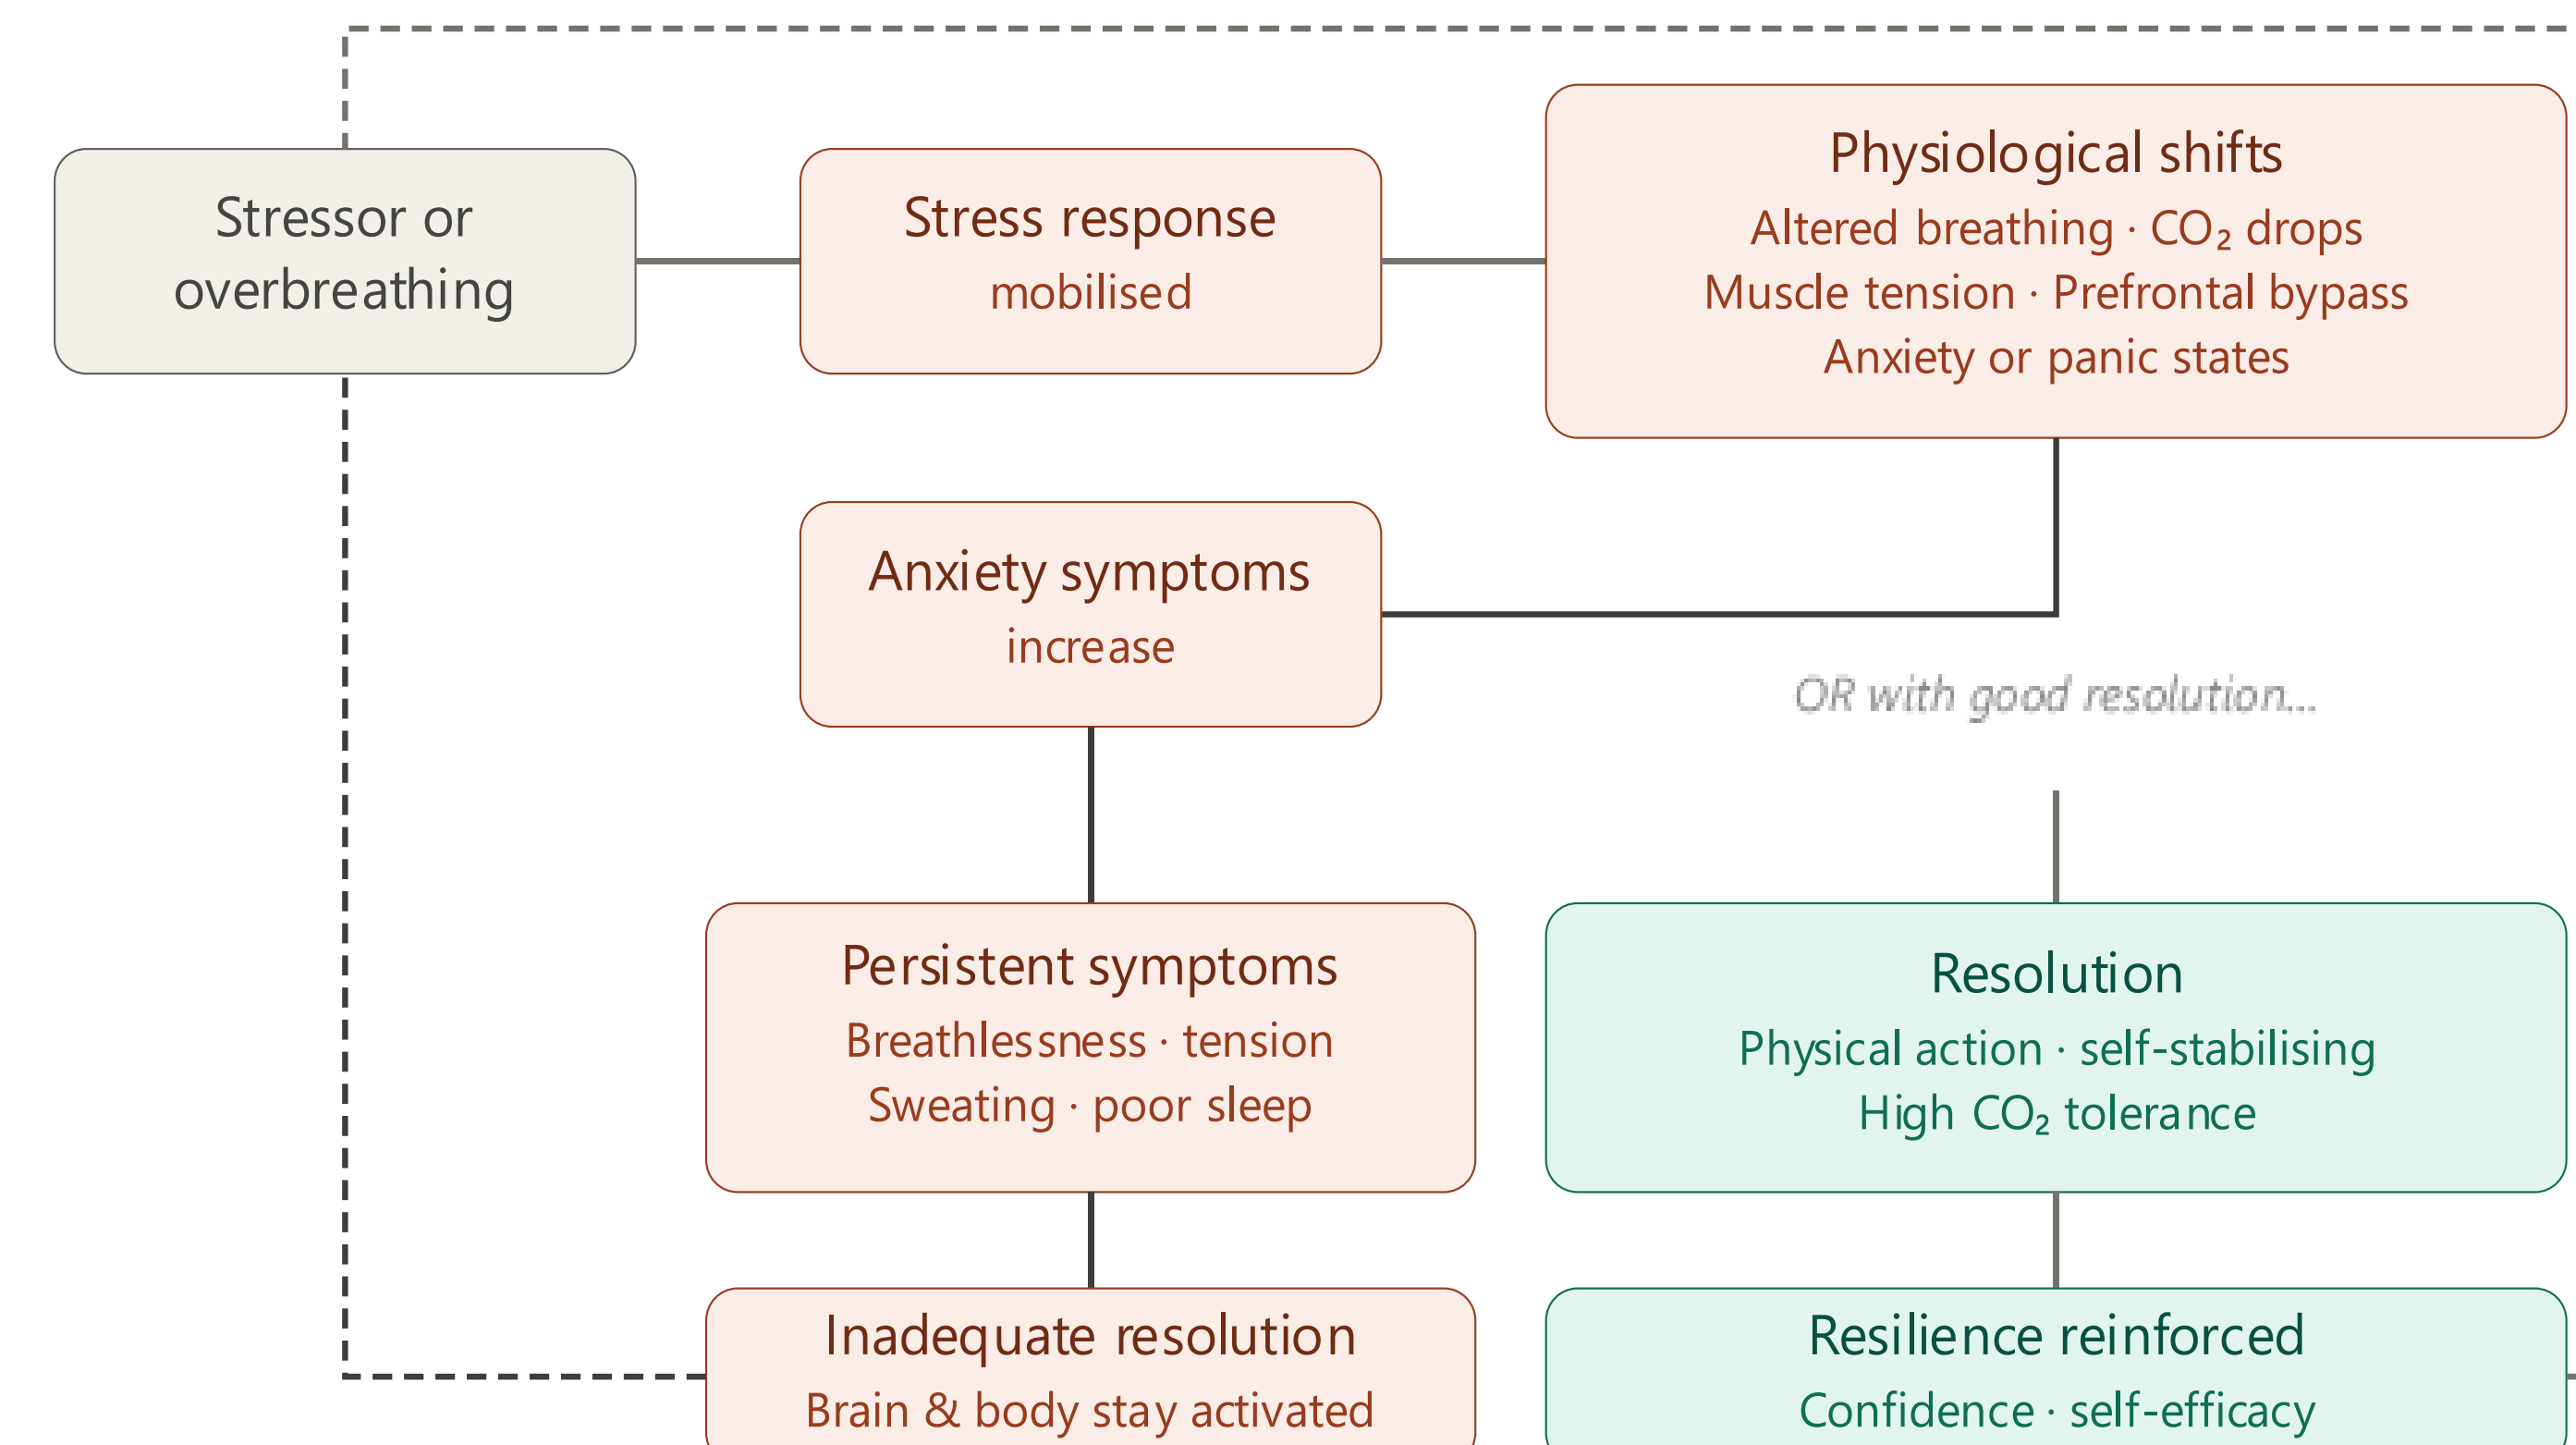 Stressor or
overbreathing
Stress response
mobilised
Physiological shifts
Altered breathing · CO₂ drops
Muscle tension · Prefrontal bypass
Anxiety or panic states
Anxiety symptoms
increase
OR with good resolution...
Persistent symptoms
Breathlessness · tension
Sweating · poor sleep
Resolution
Physical action · self-stabilising
High CO₂ tolerance
Inadequate resolution
Brain & body stay activated
Resilience reinforced
Confidence · self-efficacy